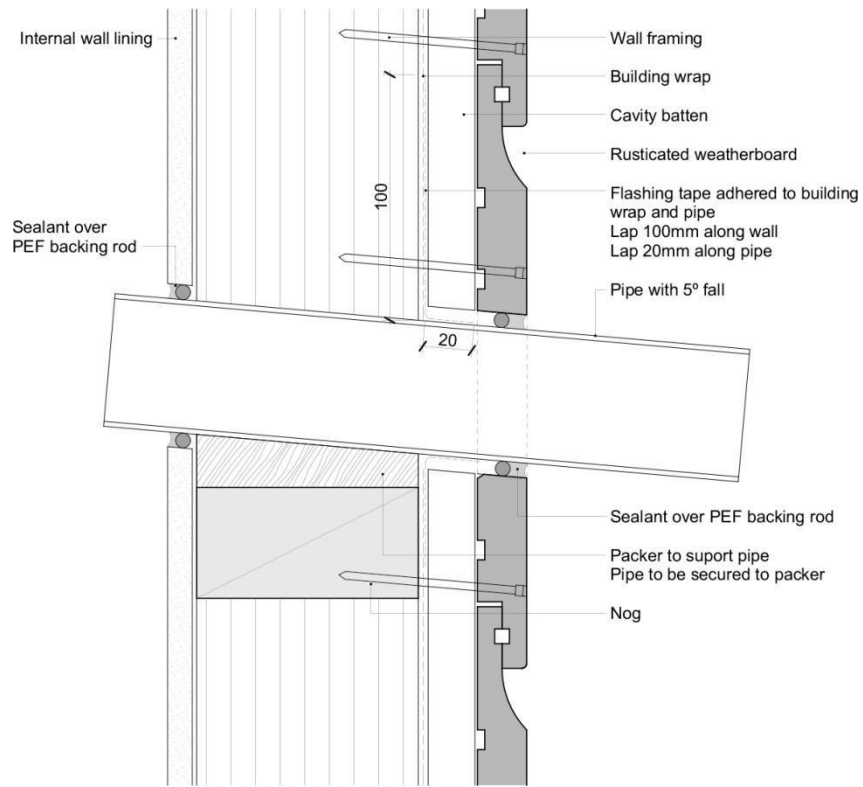 Internal wall lining
Sealant over
PEF backing rod
100
20
Wall framing
Building wrap
Cavity batten
Rusticated weatherboard
Flashing tape adhered to building
wrap and pipe
Lap 100mm along wall
Lap 20mm along pipe
Pipe with 5º fall
Sealant over PEF backing rod
Packer to suport pipe
Pipe to be secured to packer
Nog